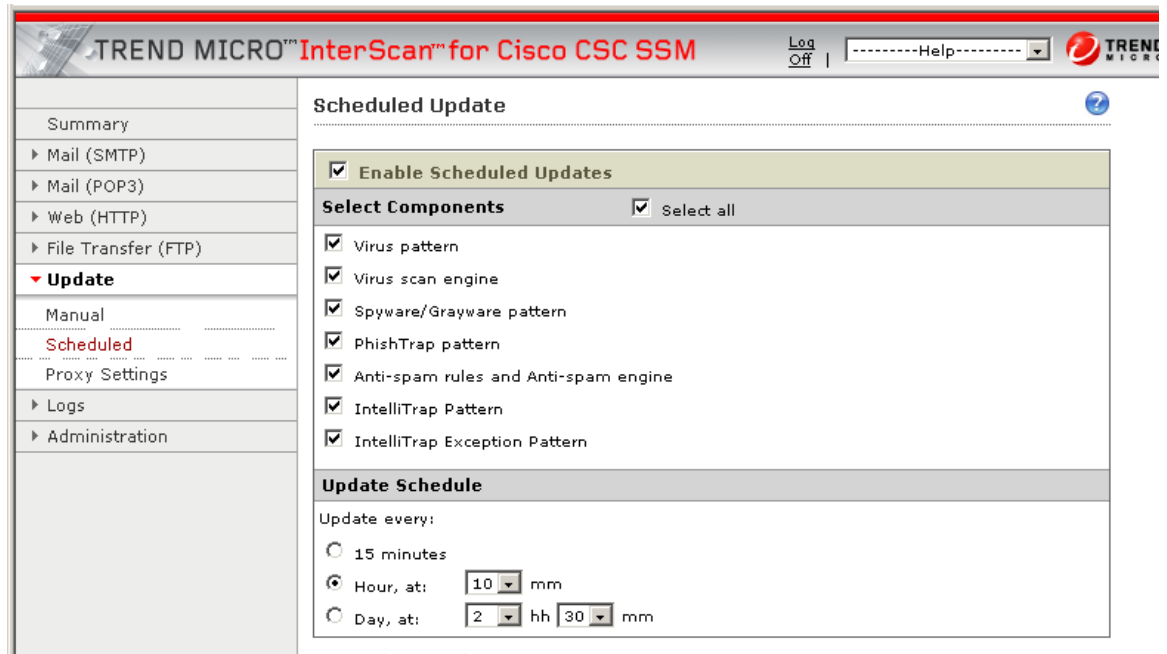 TREND MICRO™ InterScan™ for Cisco CSC SSM
Log Off | ---------Help---------
TREND MICRO
Summary
Mail (SMTP)
Mail (POP3)
Web (HTTP)
File Transfer (FTP)
Update
Manual
Scheduled
Proxy Settings
Logs
Administration
Scheduled Update
?
Enable Scheduled Updates
Select Components Select all
Virus pattern
Virus scan engine
Spyware/Grayware pattern
PhishTrap pattern
Anti-spam rules and Anti-spam engine
IntelliTrap Pattern
IntelliTrap Exception Pattern
Update Schedule
Update every:
15 minutes
Hour, at: 10 mm
Day, at: 2 hh 30 mm